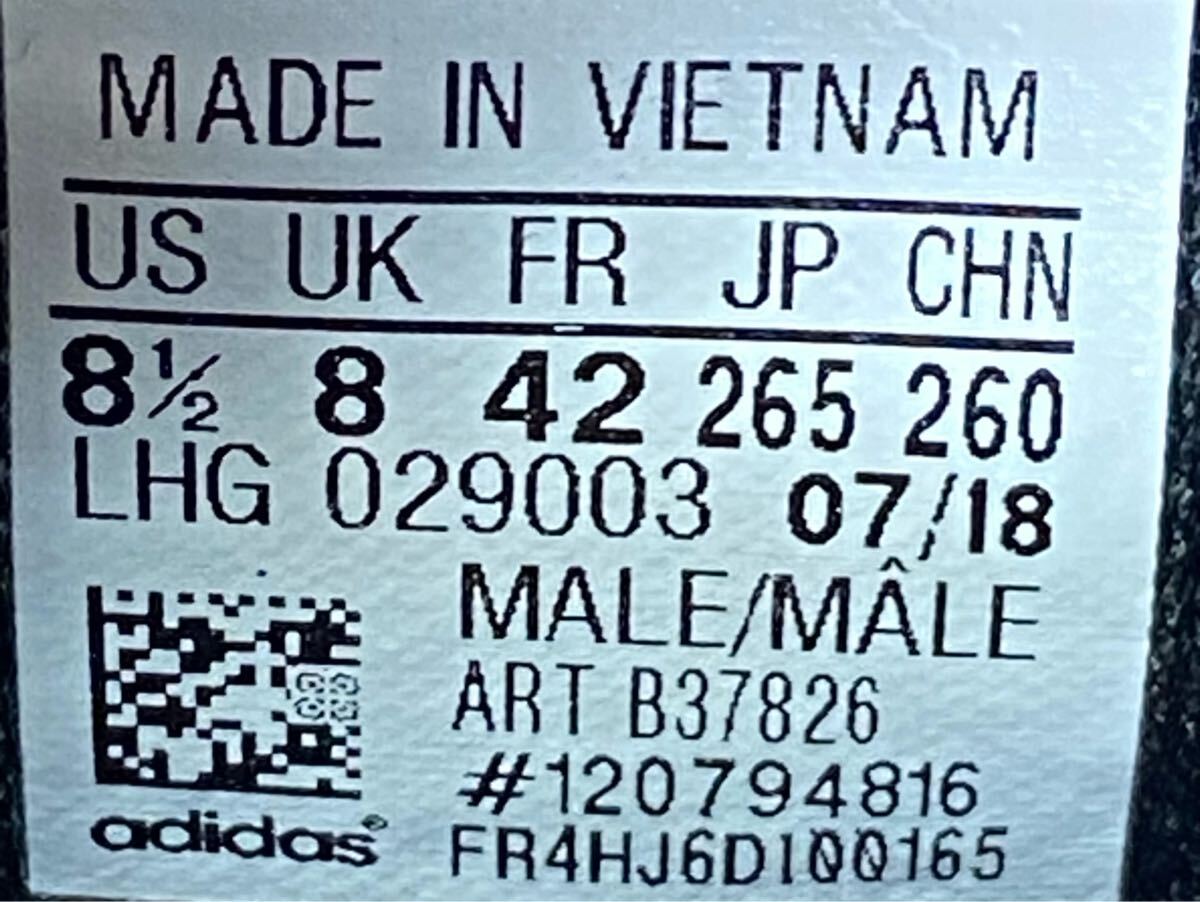 MADE IN VIETNAM
US UK FR JP CHN
8½ 8 42 265 260
LHG 029003 07/18
MALE/MÂLE
ART B37826
#120794816
adidas®
FR4HJ6D100165